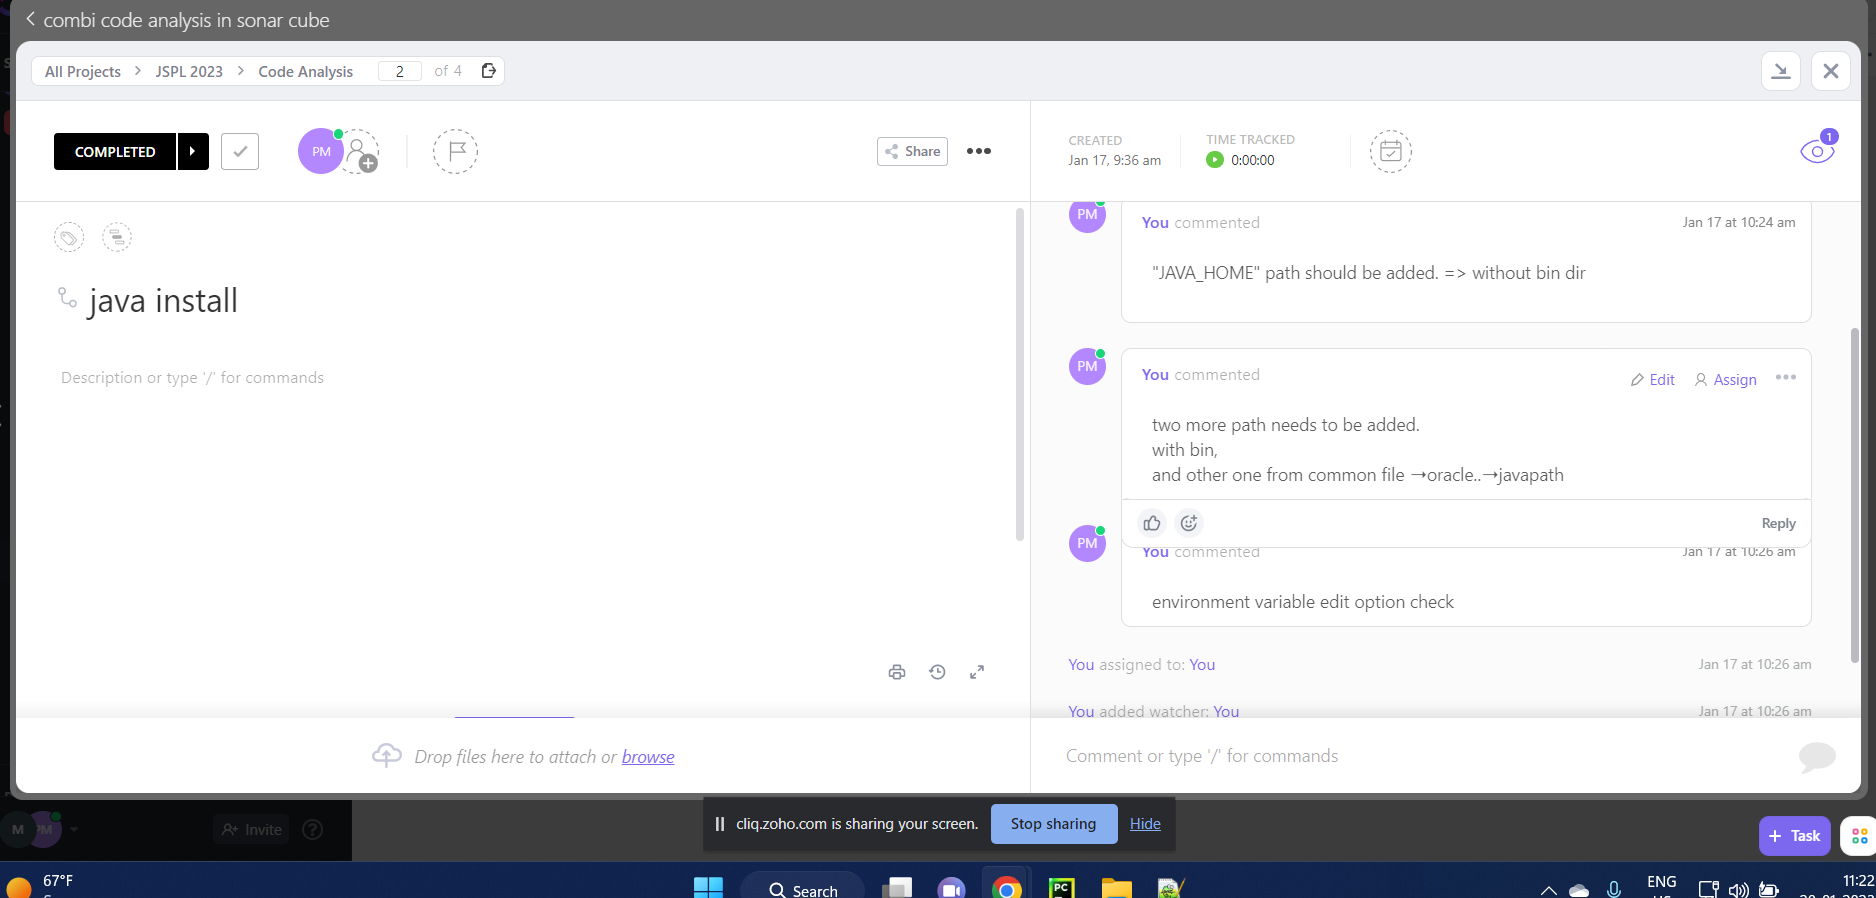 combi code analysis in sonar cube
All Projects > JSPL 2023 > Code Analysis 2 of 4
COMPLETED
PM
Share
CREATED
Jan 17, 9:36 am
TIME TRACKED
0:00:00
1
java install
Description or type '/' for commands
Drop files here to attach or browse
PM
You commented
Jan 17 at 10:24 am
"JAVA_HOME" path should be added. => without bin dir
PM
You commented
Edit
Assign
two more path needs to be added.
with bin,
and other one from common file →oracle..→javapath
Reply
PM
You commented
Jan 17 at 10:26 am
environment variable edit option check
You assigned to: You
Jan 17 at 10:26 am
You added watcher: You
Jan 17 at 10:26 am
Comment or type '/' for commands
M
PM
Invite
cliq.zoho.com is sharing your screen.
Stop sharing
Hide
+ Task
67°F
Search
PC
ENG
11:22